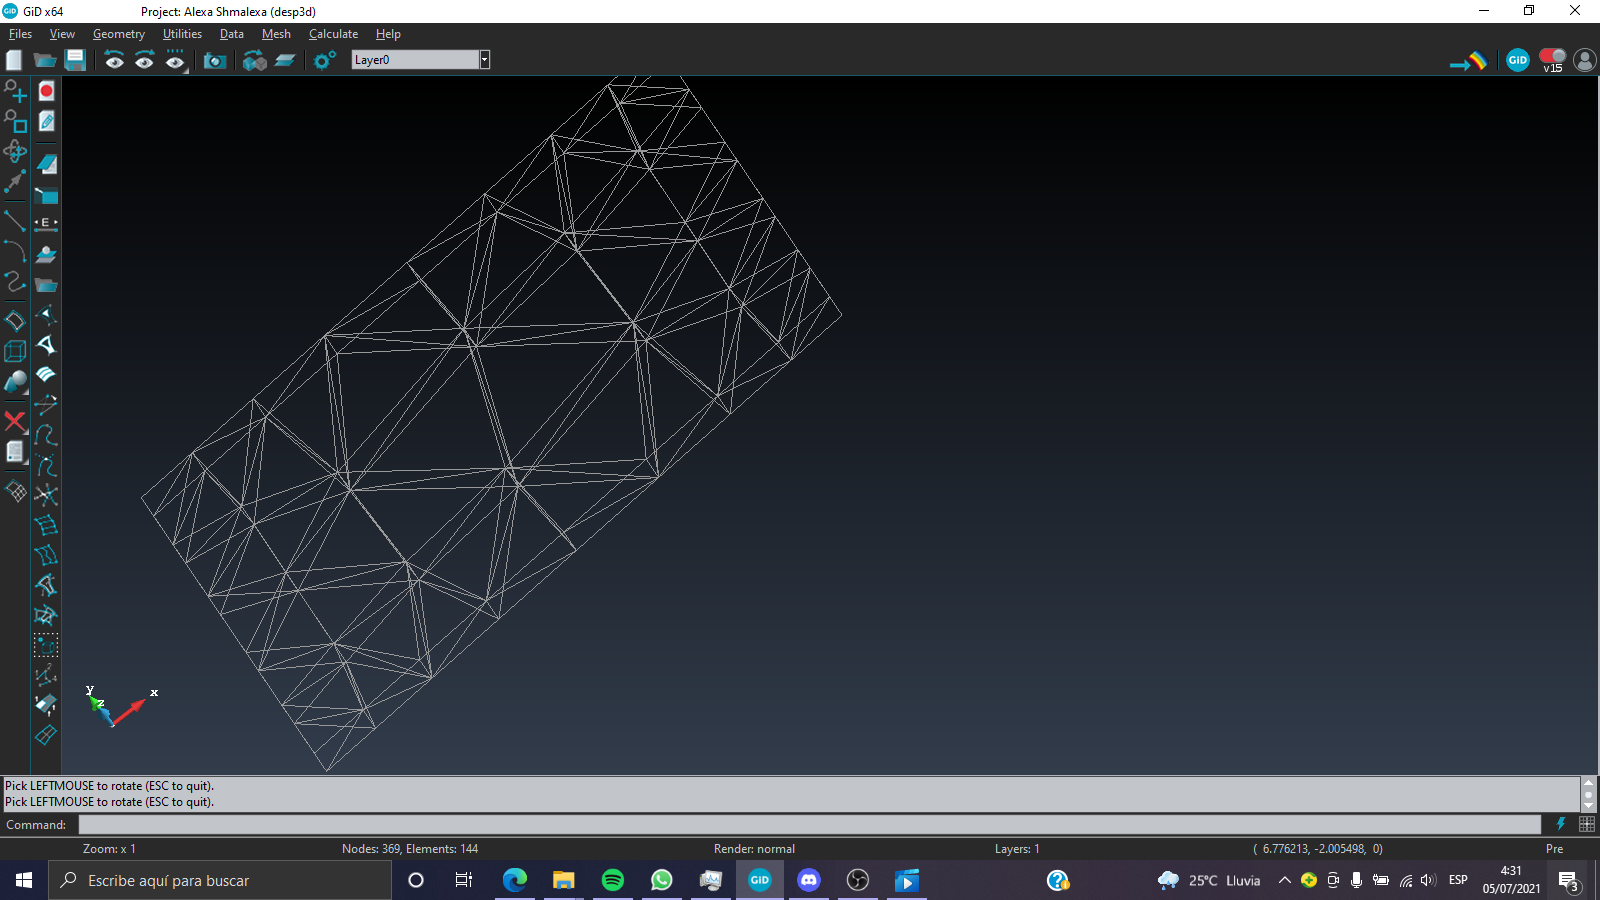 GiD x64 Project: Alexa Shmalexa (desp3d)
Files View Geometry Utilities Data Mesh Calculate Help
Layer0
GiD
v15
E
y
z
x
Pick LEFTMOUSE to rotate (ESC to quit).
Pick LEFTMOUSE to rotate (ESC to quit).
Command:
Zoom: x 1 Nodes: 369, Elements: 144 Render: normal Layers: 1 ( 6.776213, -2.005498, 0) Pre
Escribe aquí para buscar
GiD
25°C Lluvia
ESP
4:31
05/07/2021
3